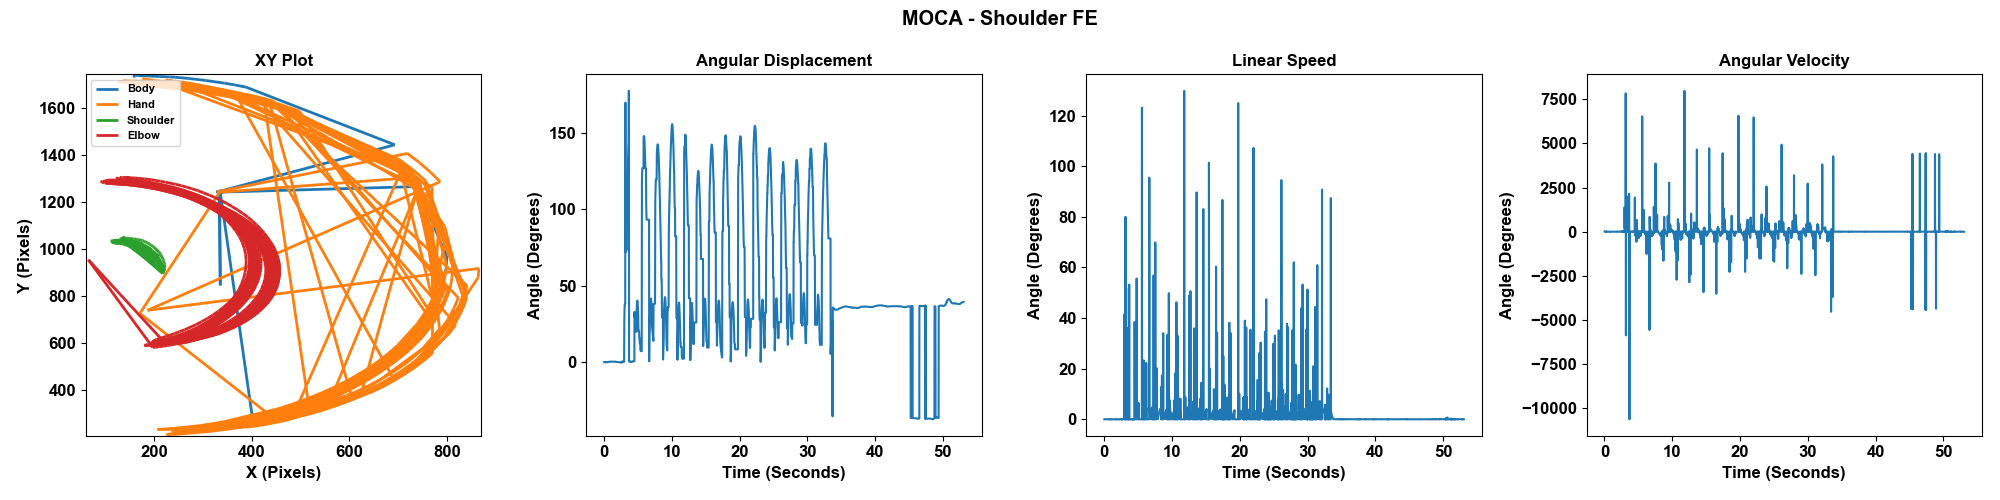 MOCA - Shoulder FE
XY Plot
Body
Hand
Shoulder
Elbow
1600
1400
1200
1000
800
600
400
Y (Pixels)
200
400
600
800
X (Pixels)
Angular Displacement
150
100
50
0
Angle (Degrees)
0
10
20
30
40
50
Time (Seconds)
Linear Speed
120
100
80
60
40
20
0
Angle (Degrees)
0
10
20
30
40
50
Time (Seconds)
Angular Velocity
7500
5000
2500
0
−2500
−5000
−7500
−10000
Angle (Degrees)
0
10
20
30
40
50
Time (Seconds)